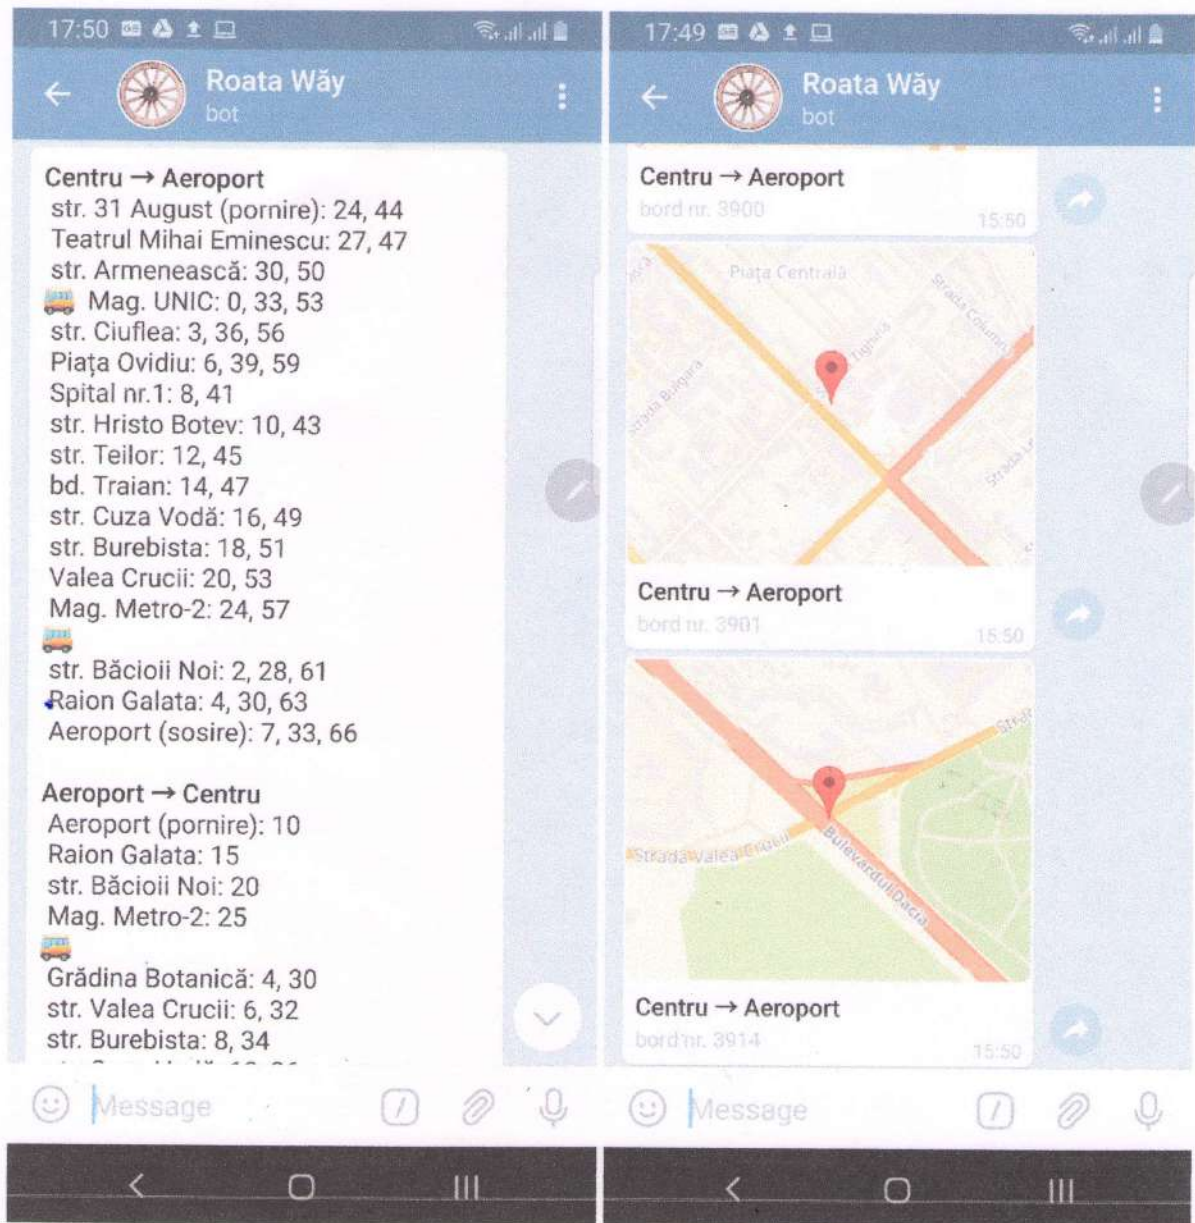 17:50
Roata Wăy
bot
Centru → Aeroport
str. 31 August (pornire): 24, 44
Teatrul Mihai Eminescu: 27, 47
str. Armenească: 30, 50
Mag. UNIC: 0, 33, 53
str. Ciuflea: 3, 36, 56
Piața Ovidiu: 6, 39, 59
Spital nr.1: 8, 41
str. Hristo Botev: 10, 43
str. Teilor: 12, 45
bd. Traian: 14, 47
str. Cuza Vodă: 16, 49
str. Burebista: 18, 51
Valea Crucii: 20, 53
Mag. Metro-2: 24, 57
str. Băcioii Noi: 2, 28, 61
Raion Galata: 4, 30, 63
Aeroport (sosire): 7, 33, 66
Aeroport → Centru
Aeroport (pornire): 10
Raion Galata: 15
str. Băcioii Noi: 20
Mag. Metro-2: 25
Grădina Botanică: 4, 30
str. Valea Crucii: 6, 32
str. Burebista: 8, 34
Message
17:49
Roata Wăy
bot
Centru → Aeroport
bord nr. 3900
15:50
Piața Centrală
Strada Columnei
Tighina
Strada Bulgara
Strada
Centru → Aeroport
bord nr. 3901
15:50
Strada Valea Crucii
Bulevardul Dacia
Centru → Aeroport
bord nr. 3914
15:50
Message